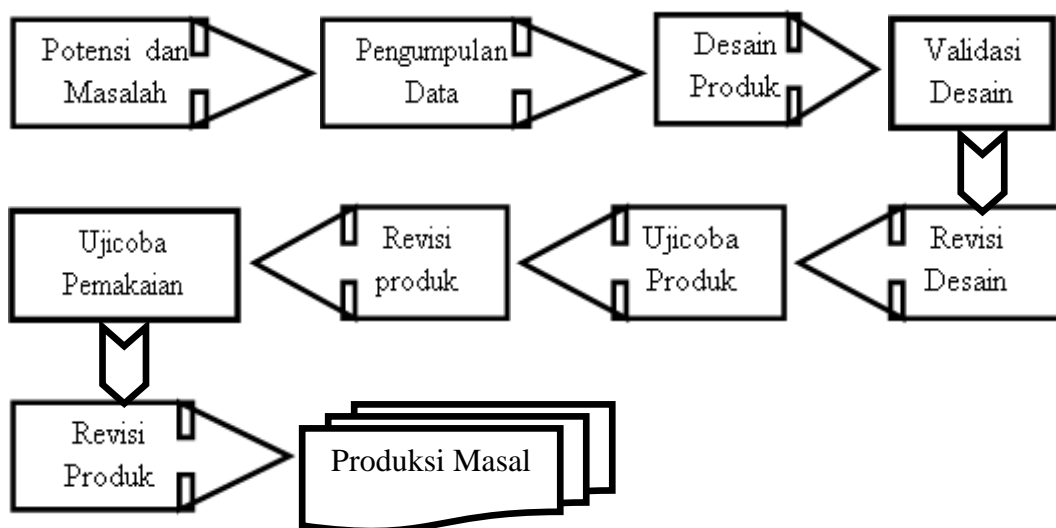 Potensi dan
Masalah
Pengumpulan
Data
Desain
Produk
Validasi
Desain
Revisi
Desain
Ujicoba
Produk
Revisi
produk
Ujicoba
Pemakaian
Revisi
Produk
Produksi Masal